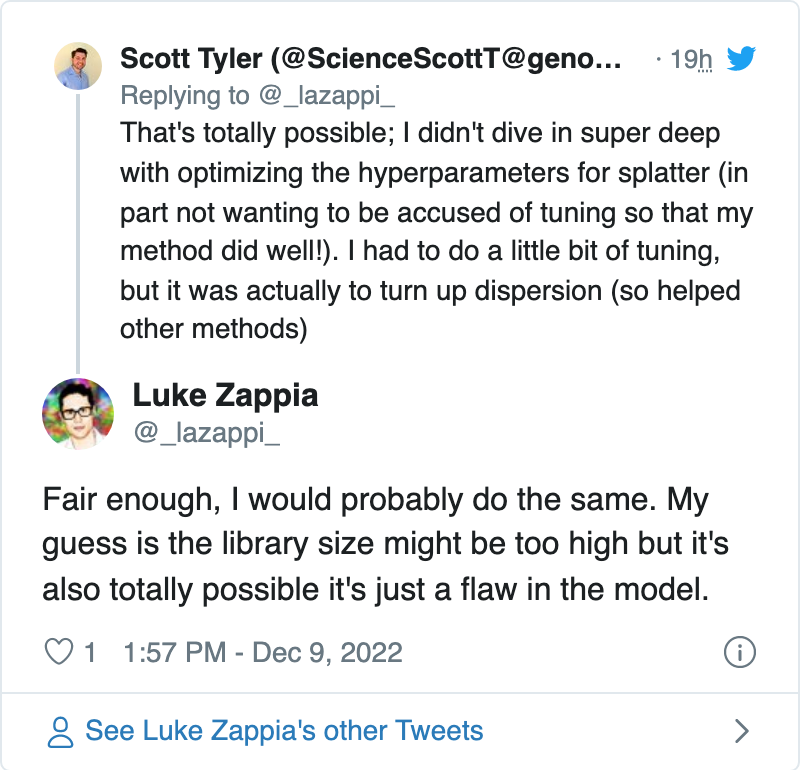 Scott Tyler (@ScienceScottT@geno... · 19h
Replying to @_lazappi_
That's totally possible; I didn't dive in super deep
with optimizing the hyperparameters for splatter (in
part not wanting to be accused of tuning so that my
method did well!). I had to do a little bit of tuning,
but it was actually to turn up dispersion (so helped
other methods)
Luke Zappia
@_lazappi_
Fair enough, I would probably do the same. My
guess is the library size might be too high but it's
also totally possible it's just a flaw in the model.
1 1:57 PM - Dec 9, 2022
See Luke Zappia's other Tweets